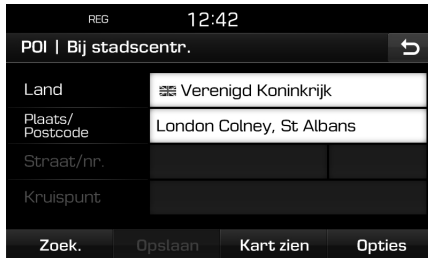 REG 12:42
POI | Bij stadscentr.
Land Verenigd Koninkrijk
Plaats/
Postcode London Colney, St Albans
Straat/nr.
Kruispunt
Zoek. Opslaan Kart zien Opties